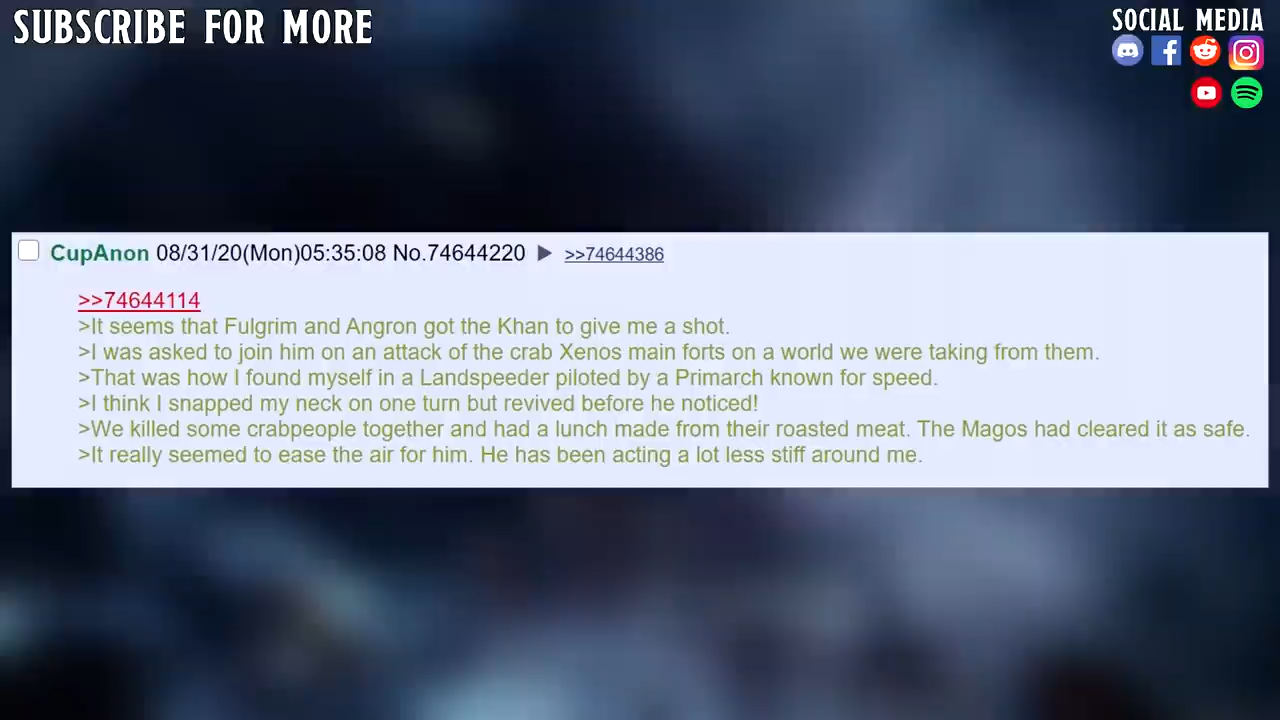 SUBSCRIBE FOR MORE
SOCIAL MEDIA
CupAnon 08/31/20(Mon)05:35:08 No.74644220 ▶ >>74644386
>>74644114
>It seems that Fulgrim and Angron got the Khan to give me a shot.
>I was asked to join him on an attack of the crab Xenos main forts on a world we were taking from them.
>That was how I found myself in a Landspeeder piloted by a Primarch known for speed.
>I think I snapped my neck on one turn but revived before he noticed!
>We killed some crabpeople together and had a lunch made from their roasted meat. The Magos had cleared it as safe.
>It really seemed to ease the air for him. He has been acting a lot less stiff around me.